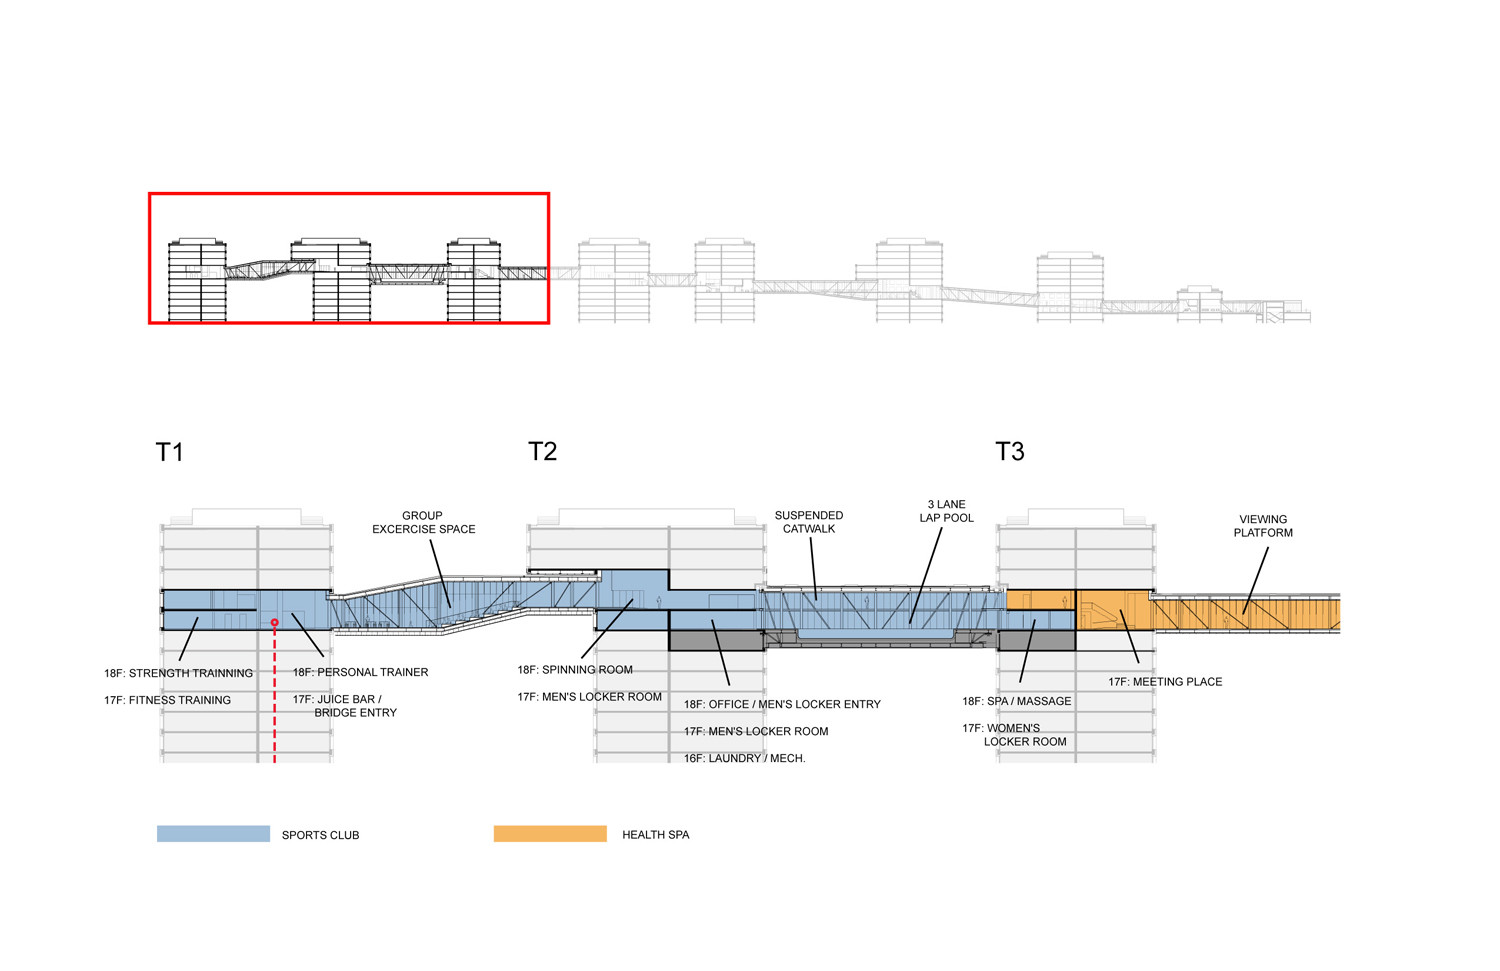 T1
T2
T3
GROUP
EXCERCISE SPACE
SUSPENDED
CATWALK
3 LANE
LAP POOL
VIEWING
PLATFORM
18F: STRENGTH TRAINNING
17F: FITNESS TRAINING
18F: PERSONAL TRAINER
17F: JUICE BAR /
BRIDGE ENTRY
18F: SPINNING ROOM
17F: MEN'S LOCKER ROOM
18F: OFFICE / MEN'S LOCKER ENTRY
17F: MEN'S LOCKER ROOM
16F: LAUNDRY / MECH.
18F: SPA / MASSAGE
17F: WOMEN'S
LOCKER ROOM
17F: MEETING PLACE
SPORTS CLUB
HEALTH SPA